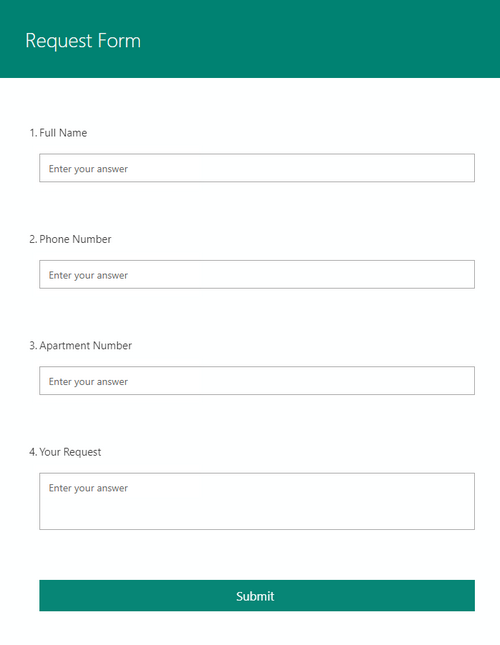 Request Form
1. Full Name
Enter your answer
2. Phone Number
Enter your answer
3. Apartment Number
Enter your answer
4. Your Request
Enter your answer
Submit